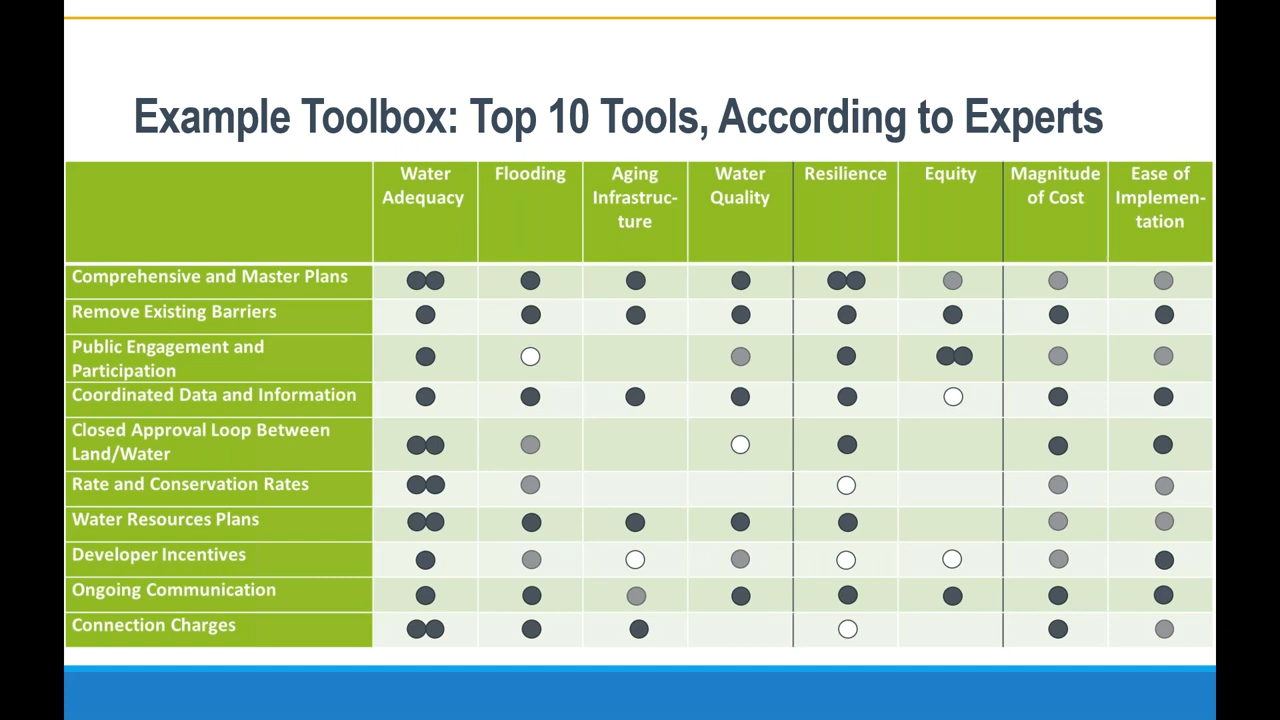 Example Toolbox: Top 10 Tools, According to Experts
Water
Adequacy
Flooding
Aging
Infrastruc-
ture
Water
Quality
Resilience
Equity
Magnitude
of Cost
Ease of
Implemen-
tation
Comprehensive and Master Plans
Remove Existing Barriers
Public Engagement and
Participation
Coordinated Data and Information
Closed Approval Loop Between
Land/Water
Rate and Conservation Rates
Water Resources Plans
Developer Incentives
Ongoing Communication
Connection Charges